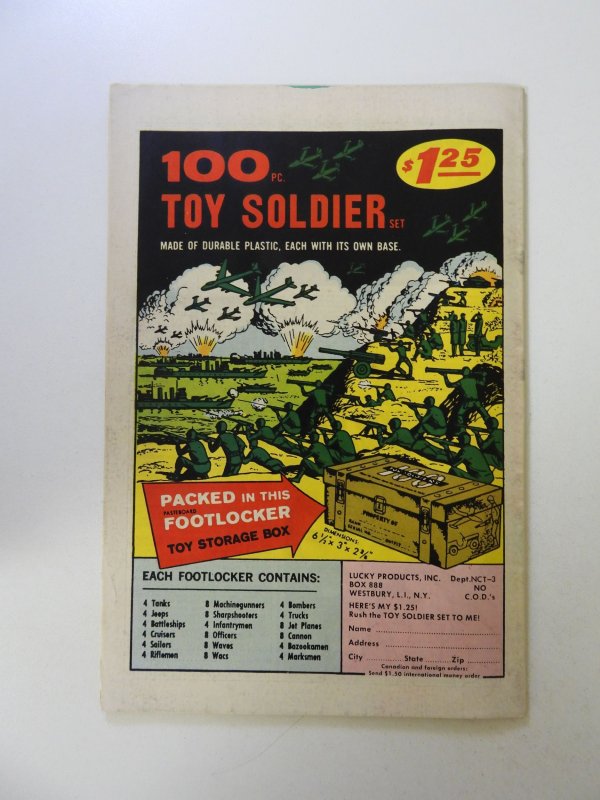 100 PC.
$1 25
TOY SOLDIER SET
MADE OF DURABLE PLASTIC, EACH WITH ITS OWN BASE.
PACKED IN THIS
PASTEBOARD
FOOTLOCKER
TOY STORAGE BOX
PROPERTY OF
DIMENSIONS:
6½" x 3" x 2⅜"
EACH FOOTLOCKER CONTAINS:
4 Tanks
4 Jeeps
4 Battleships
4 Cruisers
4 Sailors
4 Riflemen
8 Machinegunners
8 Sharpshooters
4 Infantrymen
8 Officers
8 Waves
8 Wacs
4 Bombers
4 Trucks
8 Jet Planes
8 Cannon
4 Bazookamen
4 Marksmen
LUCKY PRODUCTS, INC. Dept.NCT-3
BOX 888 NO
WESTBURY, L.I., N.Y. C.O.D.'s
HERE'S MY $1.25!
Rush the TOY SOLDIER SET TO ME!
Name
Address
City State Zip
Canadian and foreign orders:
Send $1.50 international money order